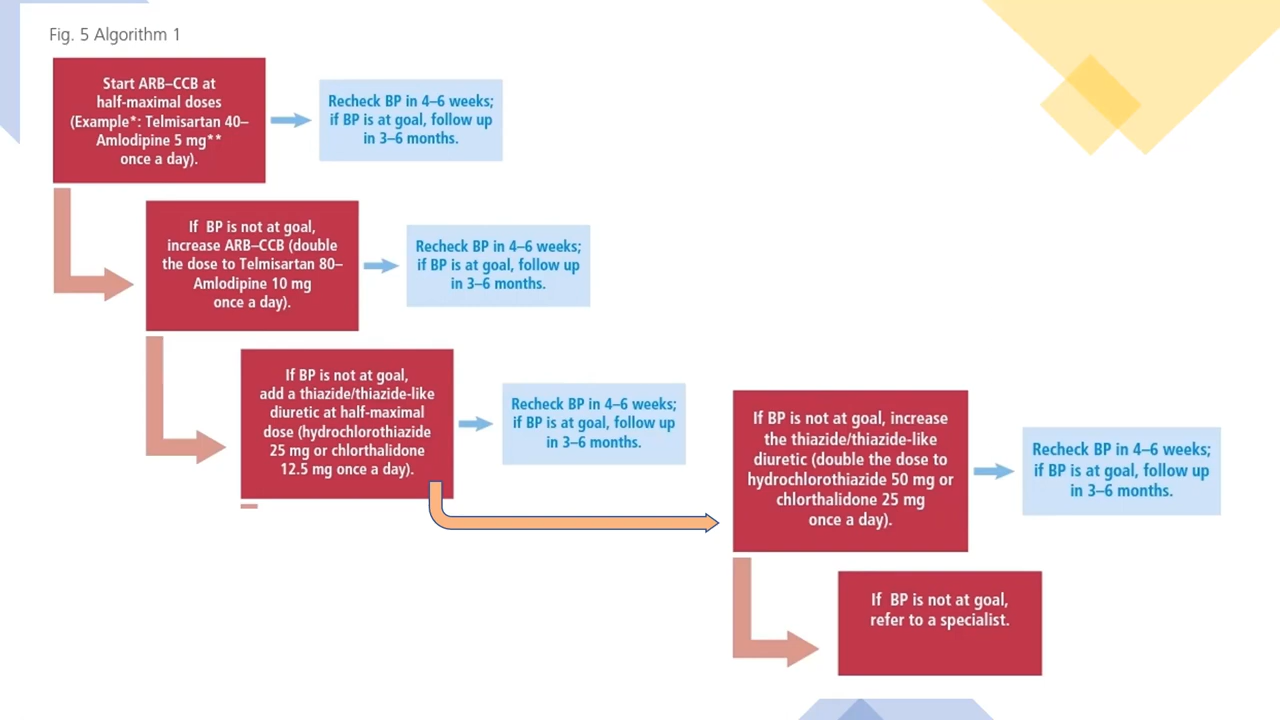 Fig. 5 Algorithm 1
Start ARB–CCB at
half-maximal doses
(Example*: Telmisartan 40–
Amlodipine 5 mg**
once a day).
Recheck BP in 4–6 weeks;
if BP is at goal, follow up
in 3–6 months.
If BP is not at goal,
increase ARB–CCB (double
the dose to Telmisartan 80–
Amlodipine 10 mg
once a day).
Recheck BP in 4–6 weeks;
if BP is at goal, follow up
in 3–6 months.
If BP is not at goal,
add a thiazide/thiazide-like
diuretic at half-maximal
dose (hydrochlorothiazide
25 mg or chlorthalidone
12.5 mg once a day).
Recheck BP in 4–6 weeks;
if BP is at goal, follow up
in 3–6 months.
If BP is not at goal, increase
the thiazide/thiazide-like
diuretic (double the dose to
hydrochlorothiazide 50 mg or
chlorthalidone 25 mg
once a day).
Recheck BP in 4–6 weeks;
if BP is at goal, follow up
in 3–6 months.
If BP is not at goal,
refer to a specialist.